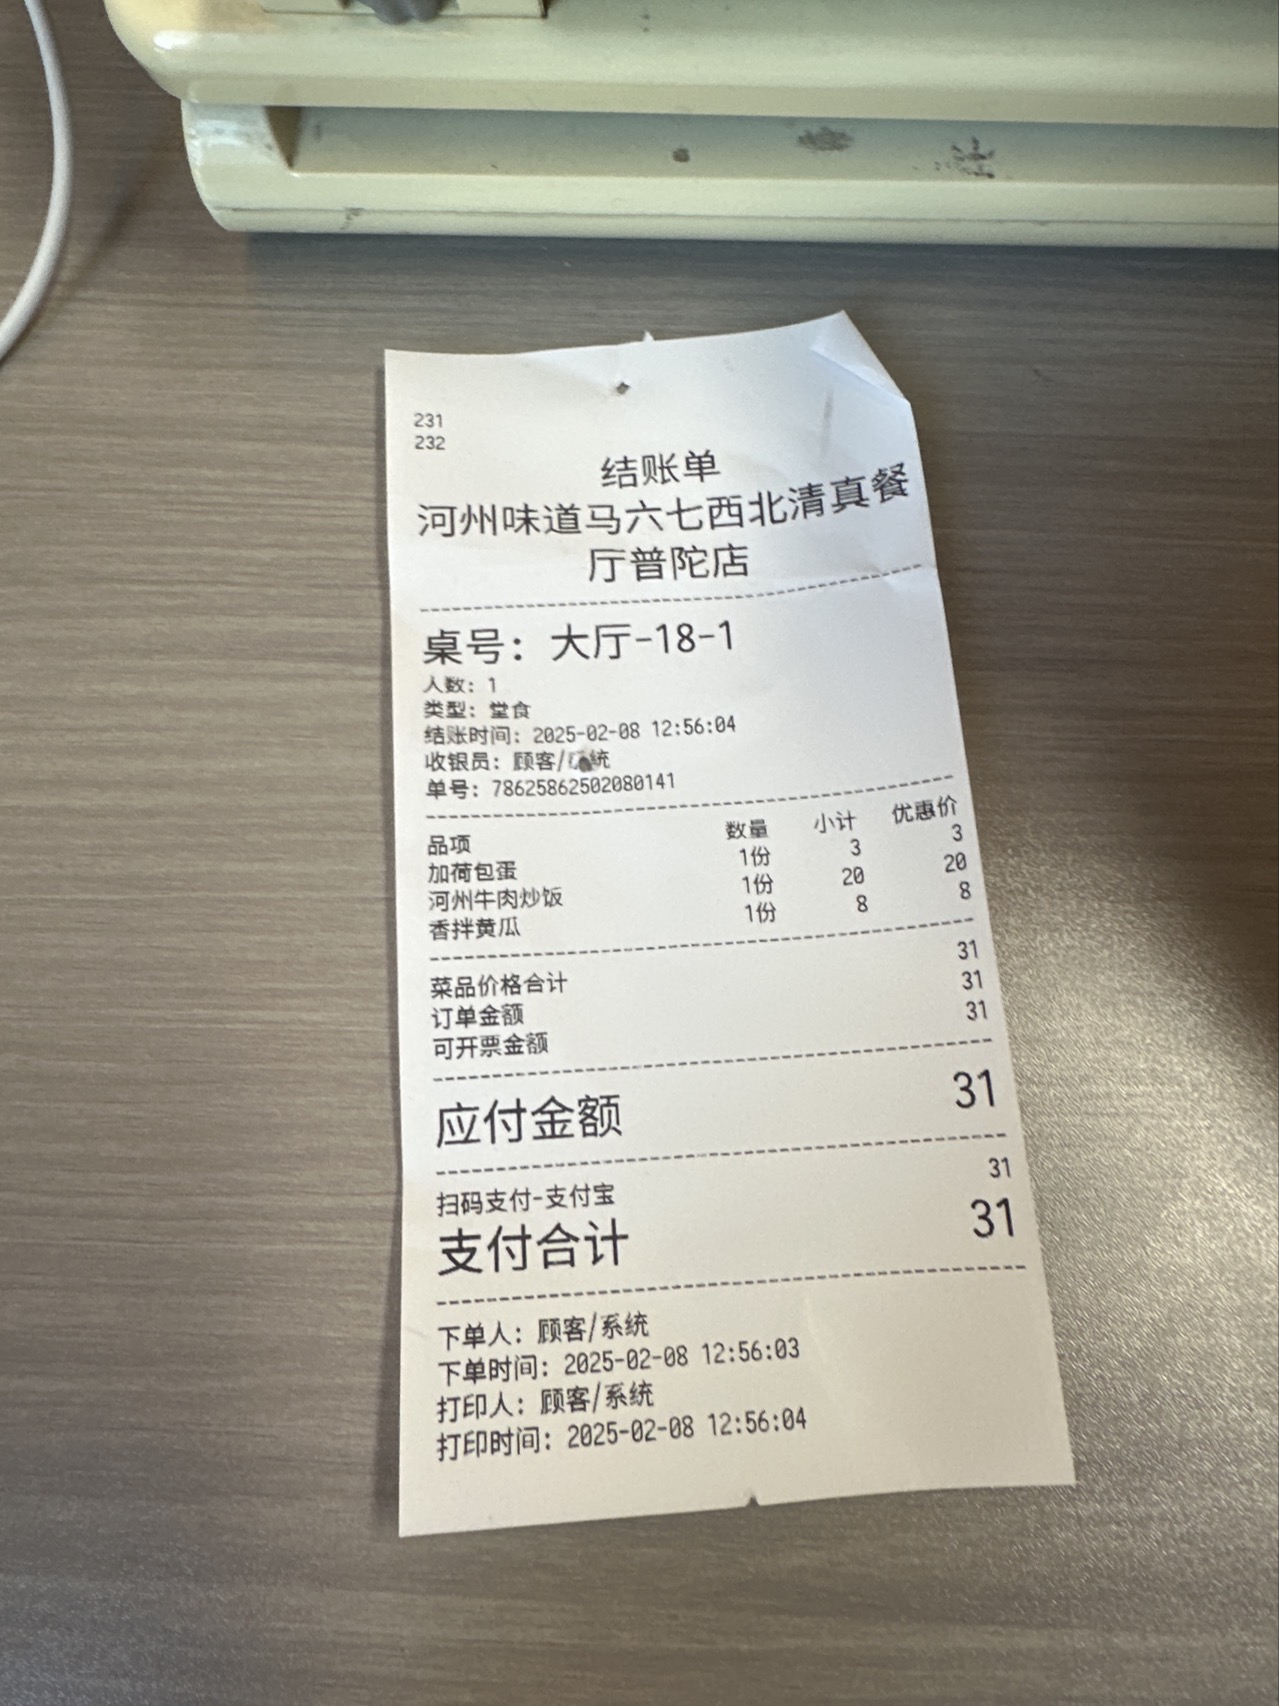 231
232
结账单
河州味道马六七西北清真餐
厅普陀店
桌号：大厅-18-1
人数：1
类型：堂食
结账时间：2025-02-08 12:56:04
收银员：顾客/系统
单号：78625862502080141
品项 数量 小计 优惠价
加荷包蛋 1份 3 3
河州牛肉炒饭 1份 20 20
香拌黄瓜 1份 8 8
菜品价格合计 31
订单金额 31
可开票金额 31
应付金额 31
扫码支付-支付宝 31
支付合计 31
下单人：顾客/系统
下单时间：2025-02-08 12:56:03
打印人：顾客/系统
打印时间：2025-02-08 12:56:04